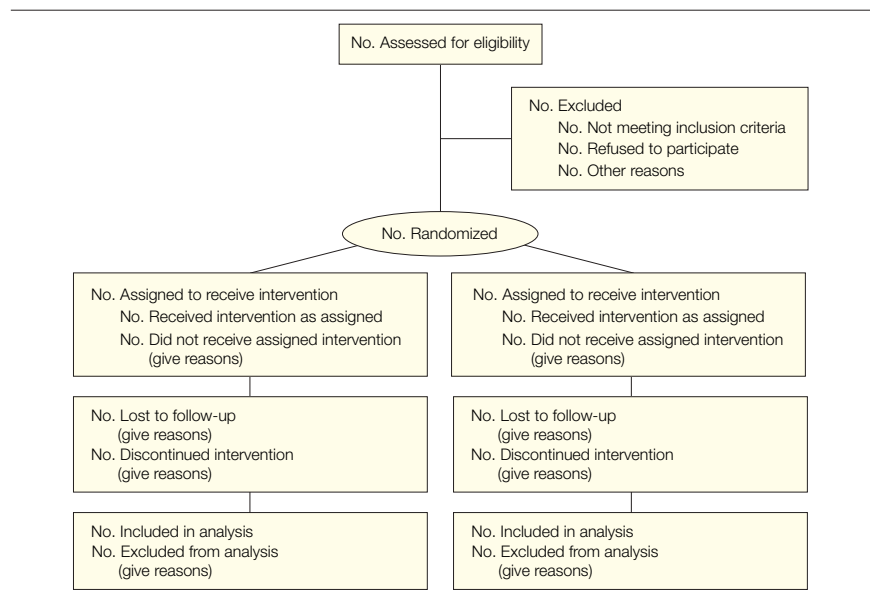 No. Assessed for eligibility
No. Excluded
No. Not meeting inclusion criteria
No. Refused to participate
No. Other reasons
No. Randomized
No. Assigned to receive intervention
No. Received intervention as assigned
No. Did not receive assigned intervention
(give reasons)
No. Assigned to receive intervention
No. Received intervention as assigned
No. Did not receive assigned intervention
(give reasons)
No. Lost to follow-up
(give reasons)
No. Discontinued intervention
(give reasons)
No. Lost to follow-up
(give reasons)
No. Discontinued intervention
(give reasons)
No. Included in analysis
No. Excluded from analysis
(give reasons)
No. Included in analysis
No. Excluded from analysis
(give reasons)